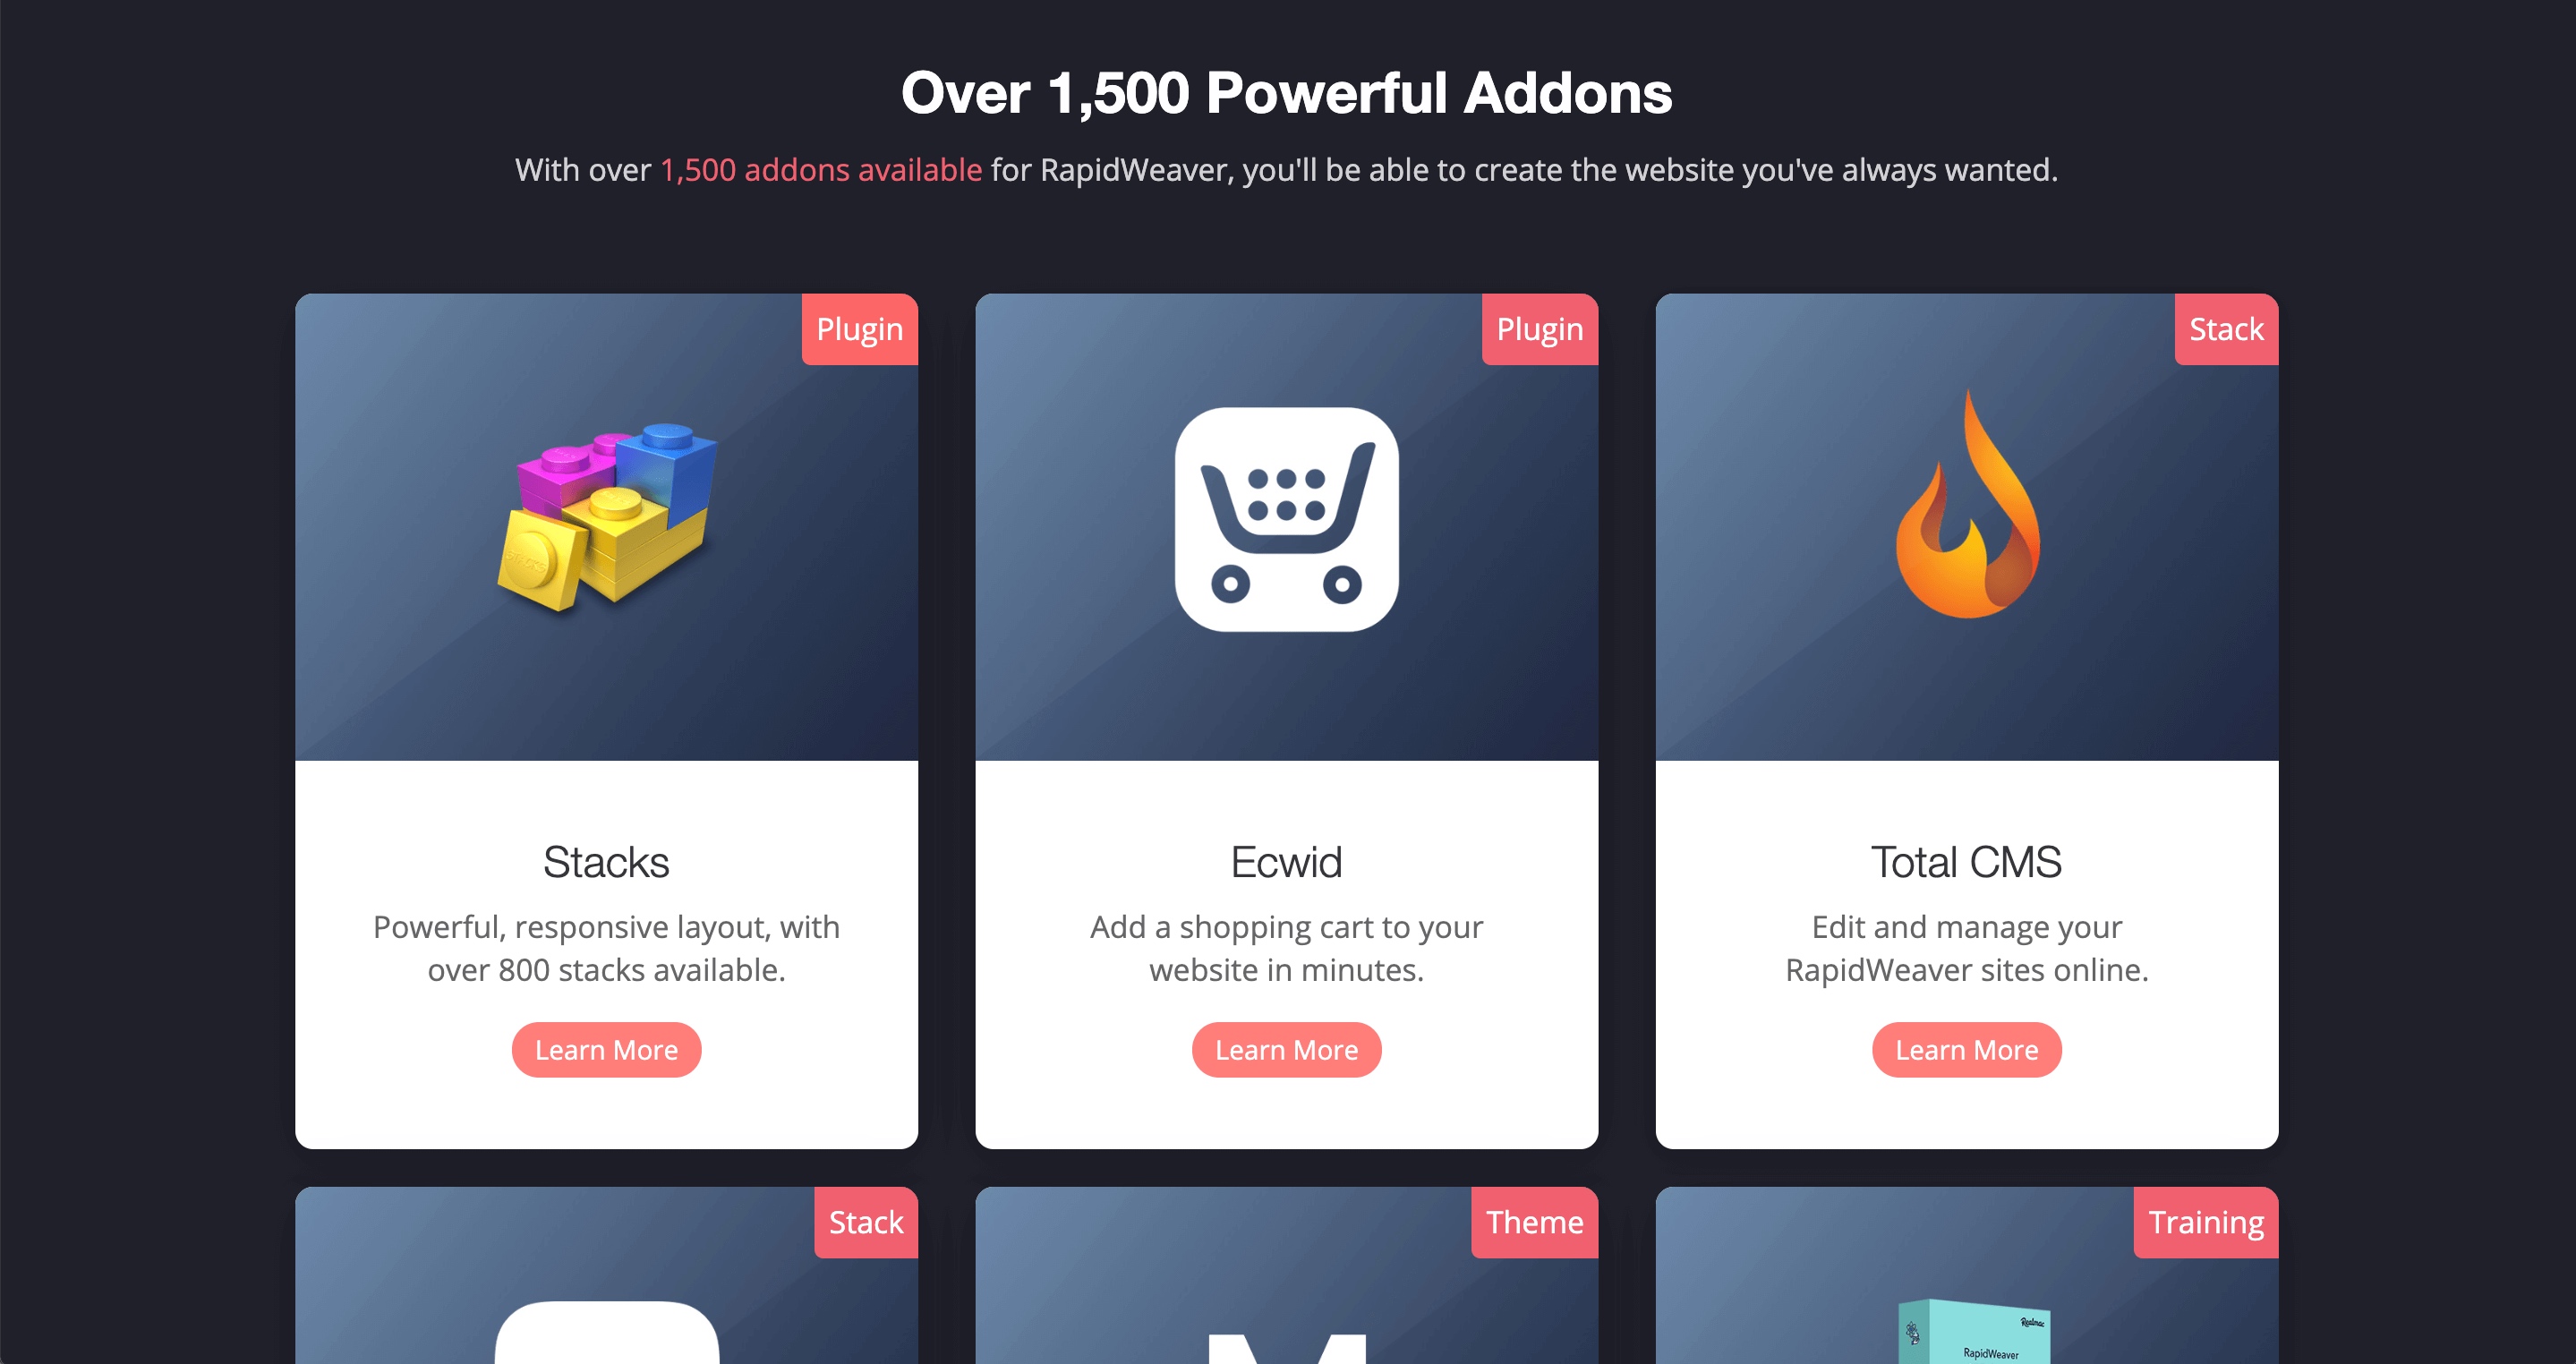 Over 1,500 Powerful Addons
With over 1,500 addons available for RapidWeaver, you'll be able to create the website you've always wanted.
Plugin
Plugin
Stack
Stacks
Powerful, responsive layout, with
over 800 stacks available.
Learn More
Ecwid
Add a shopping cart to your
website in minutes.
Learn More
Total CMS
Edit and manage your
RapidWeaver sites online.
Learn More
Stack
Theme
Training
M
Realmac
RapidWeaver